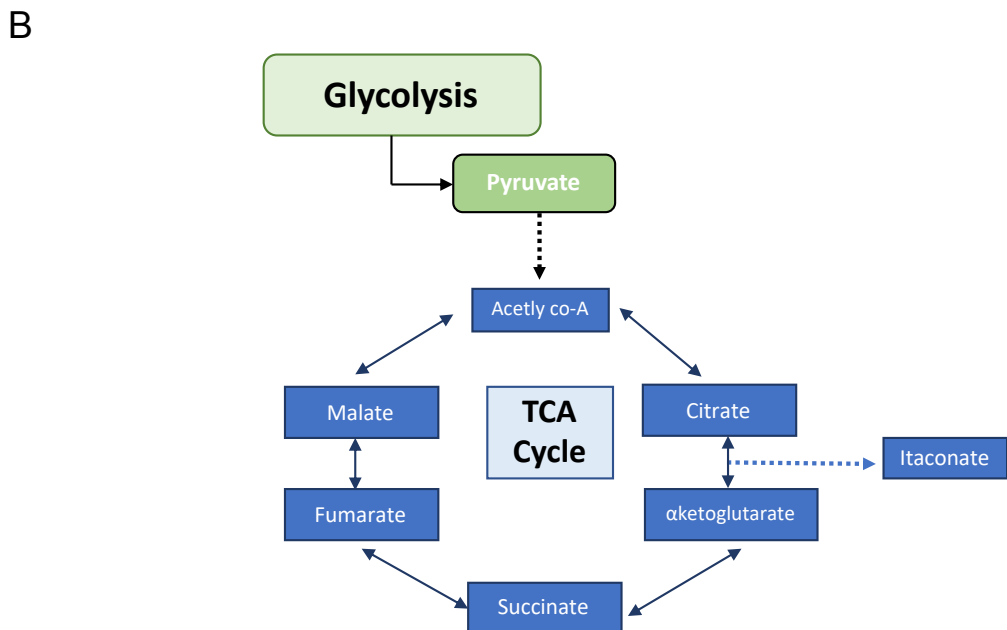 B
Glycolysis
Pyruvate
Acetly co-A
Malate
TCA
Cycle
Citrate
Itaconate
Fumarate
αketoglutarate
Succinate